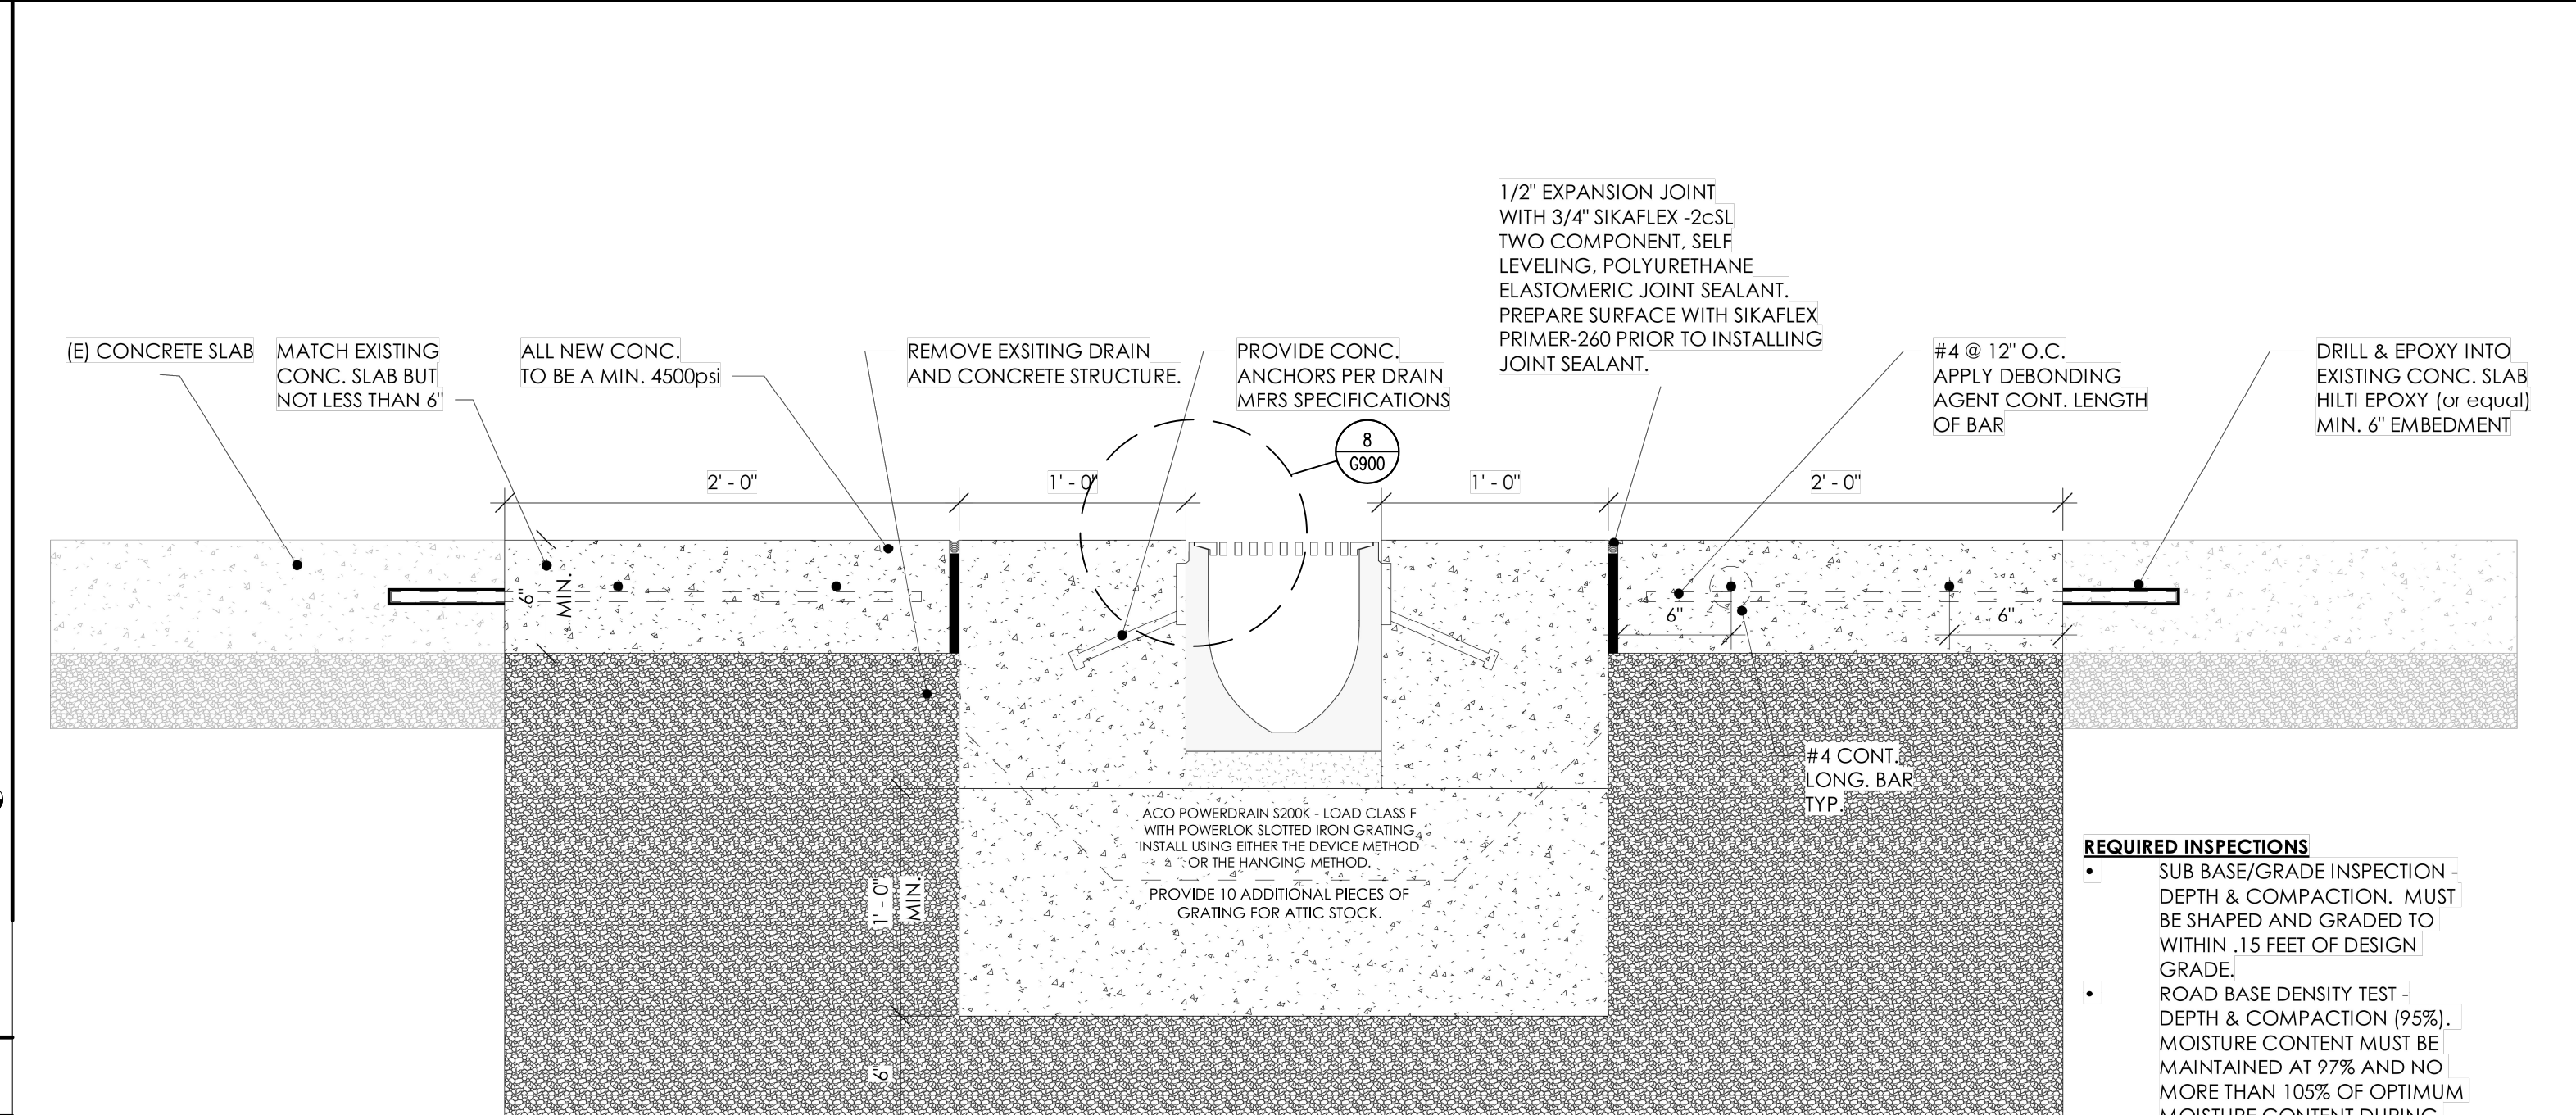 1/2" EXPANSION JOINT
WITH 3/4" SIKAFLEX -2cSL
TWO COMPONENT, SELF
LEVELING, POLYURETHANE
ELASTOMERIC JOINT SEALANT.
PREPARE SURFACE WITH SIKAFLEX
PRIMER-260 PRIOR TO INSTALLING
JOINT SEALANT.
(E) CONCRETE SLAB
MATCH EXISTING
CONC. SLAB BUT
NOT LESS THAN 6"
ALL NEW CONC.
TO BE A MIN. 4500psi
REMOVE EXSITING DRAIN
AND CONCRETE STRUCTURE.
PROVIDE CONC.
ANCHORS PER DRAIN
MFRS SPECIFICATIONS
#4 @ 12" O.C.
APPLY DEBONDING
AGENT CONT. LENGTH
OF BAR
DRILL & EPOXY INTO
EXISTING CONC. SLAB
HILTI EPOXY (or equal)
MIN. 6" EMBEDMENT
8
G900
2' - 0"
1' - 0"
1' - 0"
2' - 0"
6"
MIN.
6"
6"
#4 CONT.
LONG. BAR
TYP.
ACO POWERDRAIN S200K - LOAD CLASS F
WITH POWERLOK SLOTTED IRON GRATING
INSTALL USING EITHER THE DEVICE METHOD
OR THE HANGING METHOD.
PROVIDE 10 ADDITIONAL PIECES OF
GRATING FOR ATTIC STOCK.
1' - 0"
MIN.
6"
REQUIRED INSPECTIONS
• SUB BASE/GRADE INSPECTION -
DEPTH & COMPACTION. MUST
BE SHAPED AND GRADED TO
WITHIN .15 FEET OF DESIGN
GRADE.
• ROAD BASE DENSITY TEST -
DEPTH & COMPACTION (95%).
MOISTURE CONTENT MUST BE
MAINTAINED AT 97% AND NO
MORE THAN 105% OF OPTIMUM
MOISTURE CONTENT DURING